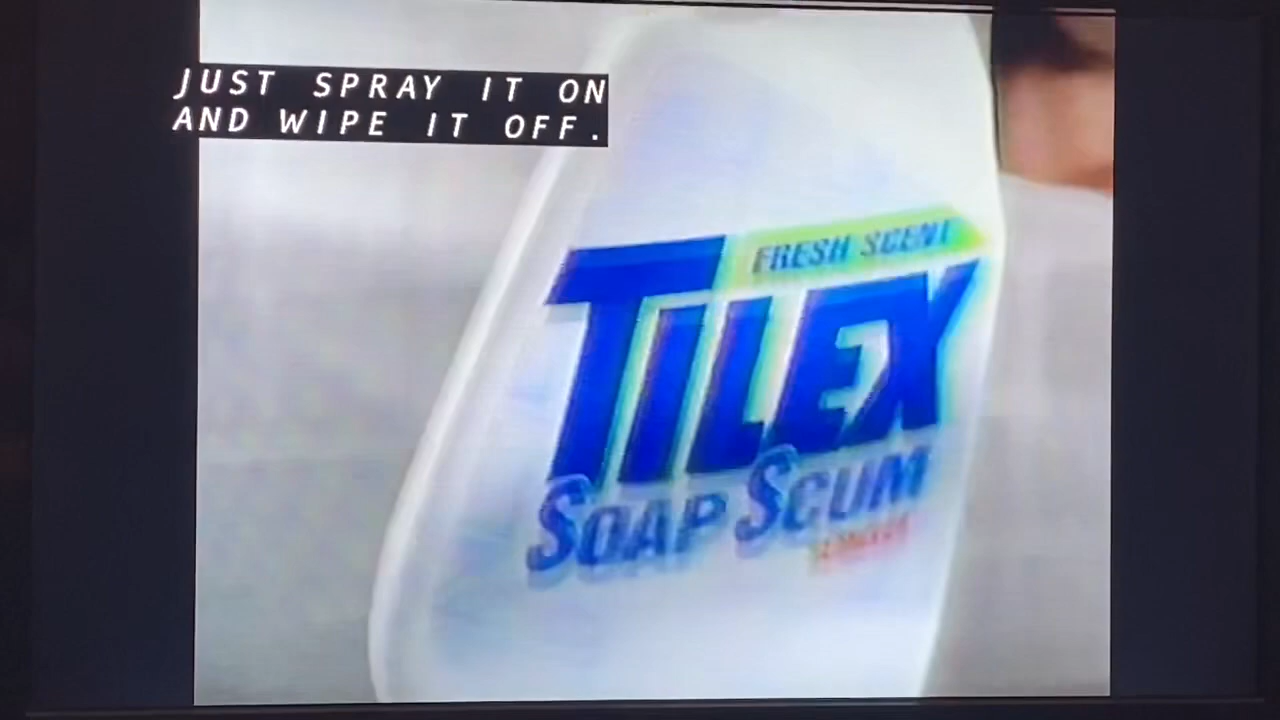 JUST SPRAY IT ON
AND WIPE IT OFF.
FRESH SCENT
TILEX
SOAP SCUM